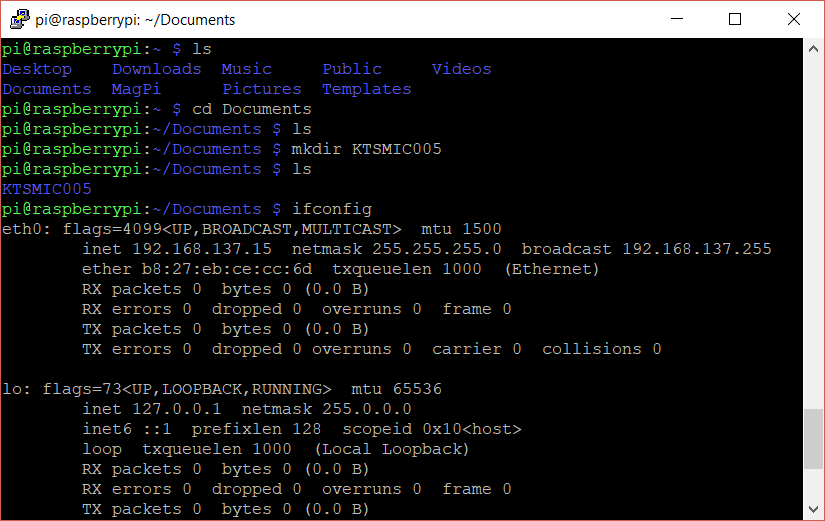 pi@raspberrypi: ~/Documents
pi@raspberrypi:~ $ ls
Desktop    Downloads  Music     Public     Videos
Documents  MagPi      Pictures  Templates
pi@raspberrypi:~ $ cd Documents
pi@raspberrypi:~/Documents $ ls
pi@raspberrypi:~/Documents $ mkdir KTSMIC005
pi@raspberrypi:~/Documents $ ls
KTSMIC005
pi@raspberrypi:~/Documents $ ifconfig
eth0: flags=4099<UP,BROADCAST,MULTICAST>  mtu 1500
        inet 192.168.137.15  netmask 255.255.255.0  broadcast 192.168.137.255
        ether b8:27:eb:ce:cc:6d  txqueuelen 1000  (Ethernet)
        RX packets 0  bytes 0 (0.0 B)
        RX errors 0  dropped 0  overruns 0  frame 0
        TX packets 0  bytes 0 (0.0 B)
        TX errors 0  dropped 0 overruns 0  carrier 0  collisions 0

lo: flags=73<UP,LOOPBACK,RUNNING>  mtu 65536
        inet 127.0.0.1  netmask 255.0.0.0
        inet6 ::1  prefixlen 128  scopeid 0x10<host>
        loop  txqueuelen 1000  (Local Loopback)
        RX packets 0  bytes 0 (0.0 B)
        RX errors 0  dropped 0  overruns 0  frame 0
        TX packets 0  bytes 0 (0.0 B)